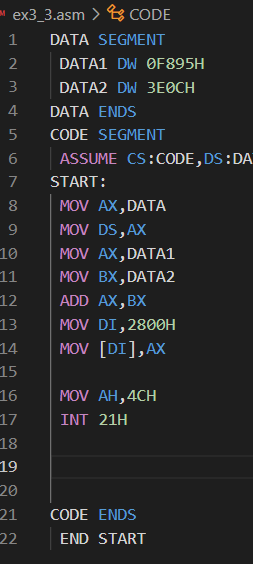 ex3_3.asm > CODE
1 DATA SEGMENT
2 DATA1 DW 0F895H
3 DATA2 DW 3E0CH
4 DATA ENDS
5 CODE SEGMENT
6 ASSUME CS:CODE,DS:DA
7 START:
8 MOV AX,DATA
9 MOV DS,AX
10 MOV AX,DATA1
11 MOV BX,DATA2
12 ADD AX,BX
13 MOV DI,2800H
14 MOV [DI],AX
15
16 MOV AH,4CH
17 INT 21H
18
19
20
21 CODE ENDS
22 END START